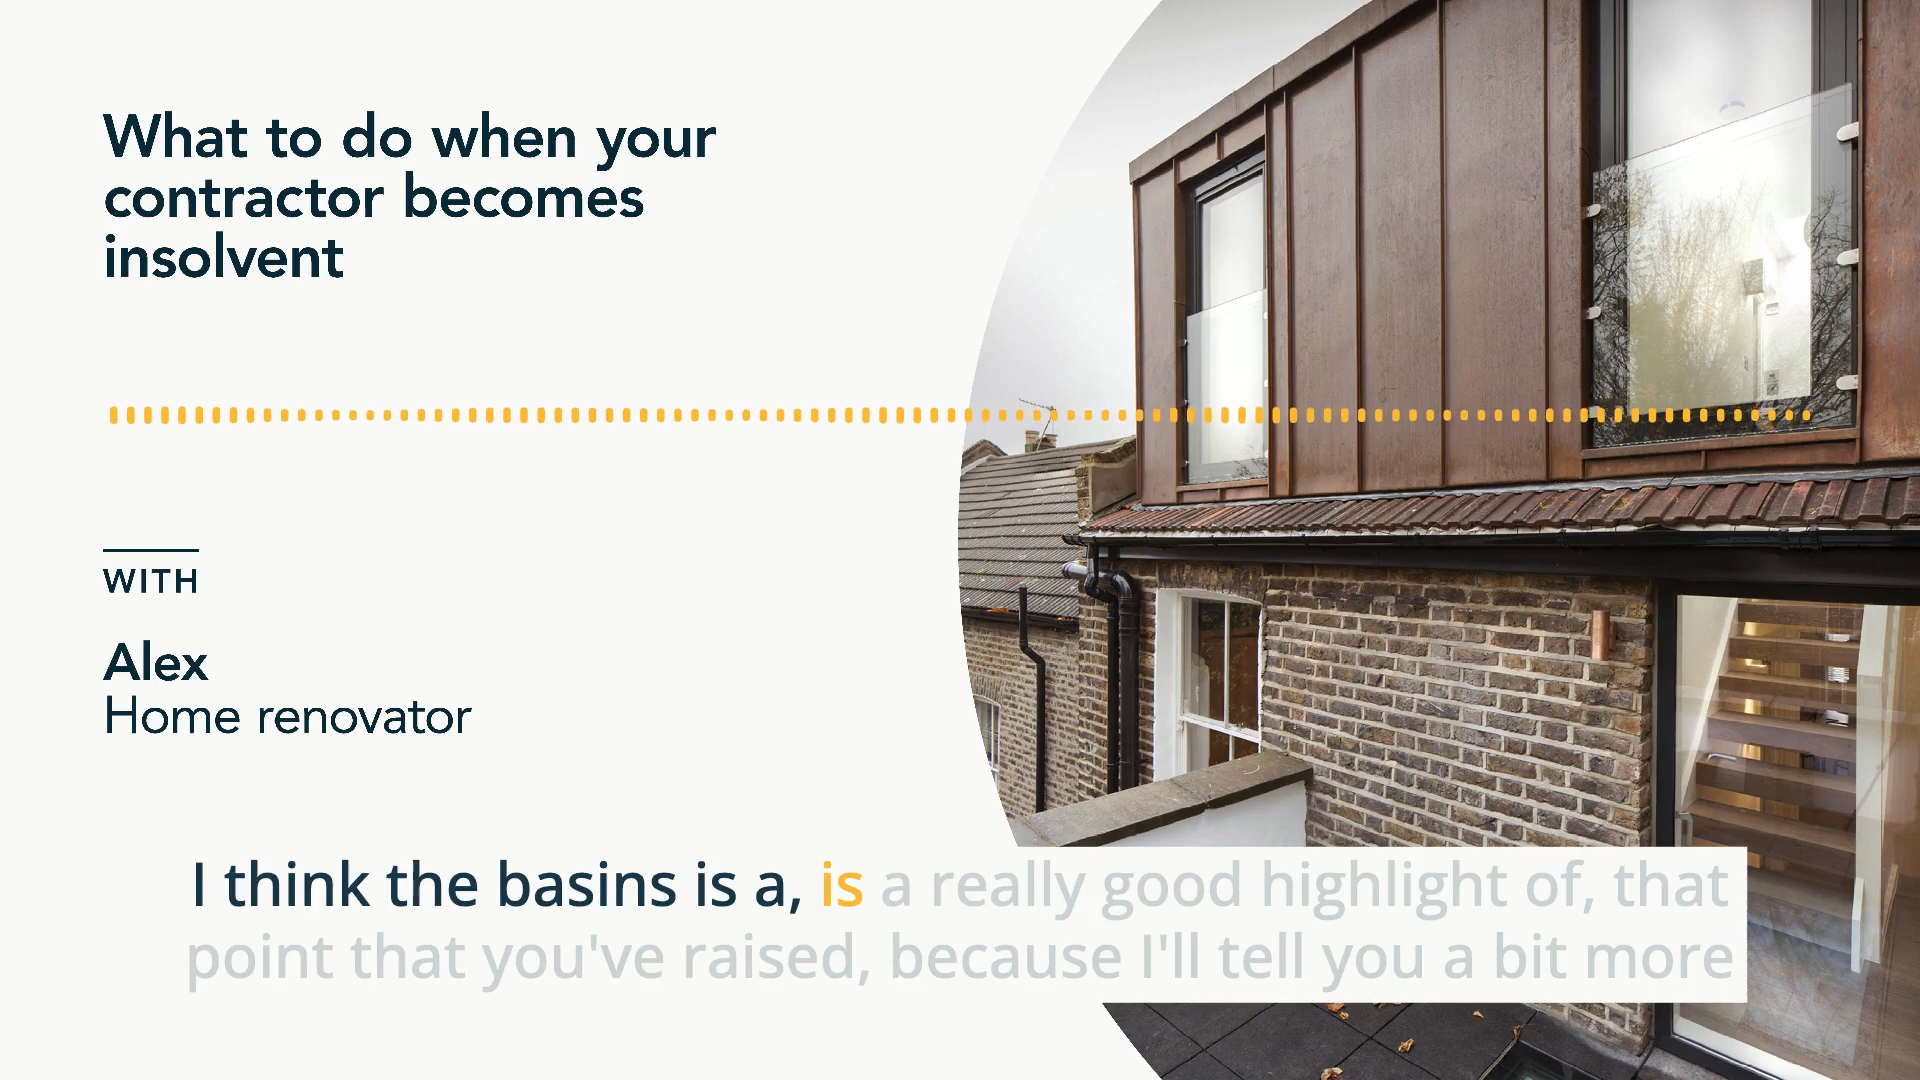 What to do when your
contractor becomes
insolvent
WITH
Alex
Home renovator
I think the basins is a, is a really good highlight of, that
point that you've raised, because I'll tell you a bit more